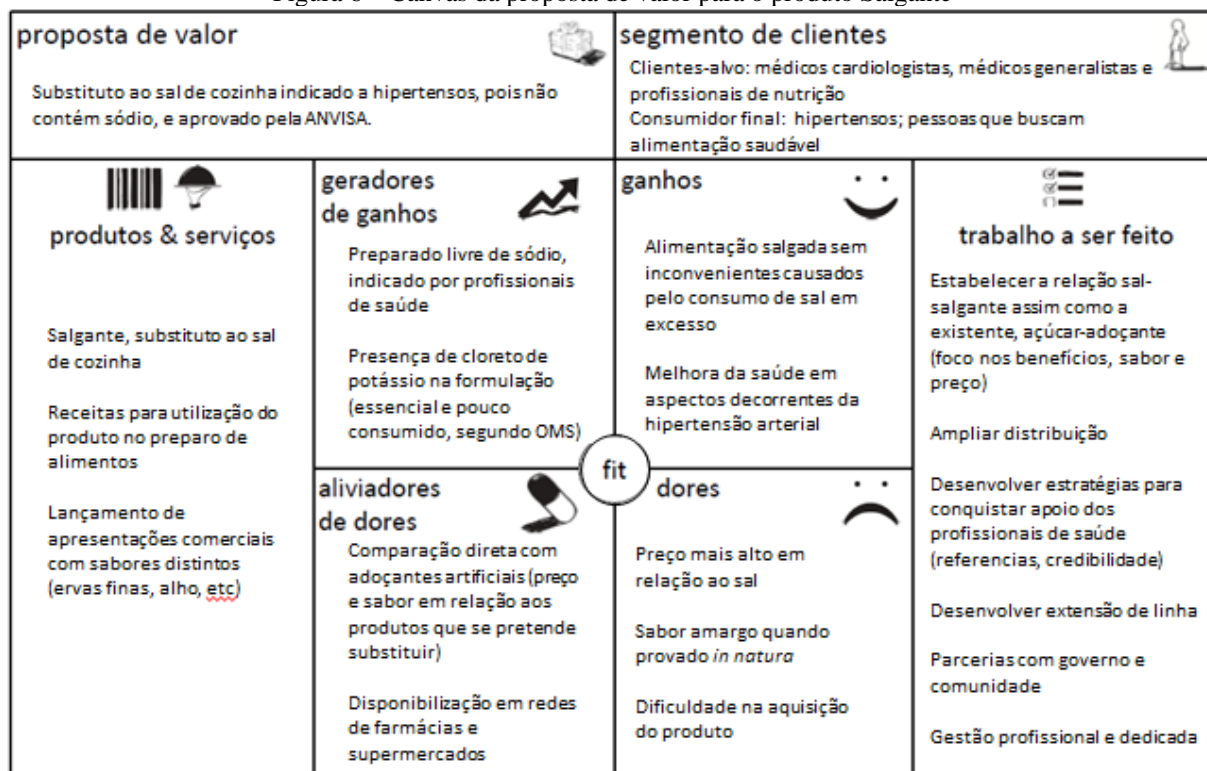 Figura 6 – Canvas da proposta de valor para o produto Salgante
proposta de valor
Substituto ao sal de cozinha indicado a hipertensos, pois não
contém sódio, e aprovado pela ANVISA.
segmento de clientes
Clientes-alvo: médicos cardiologistas, médicos generalistas e
profissionais de nutrição
Consumidor final: hipertensos; pessoas que buscam
alimentação saudável
produtos & serviços
Salgante, substituto ao sal
de cozinha
Receitas para utilização do
produto no preparo de
alimentos
Lançamento de
apresentações comerciais
com sabores distintos
(ervas finas, alho, etc)
geradores
de ganhos
Preparado livre de sódio,
indicado por profissionais
de saúde
Presença de cloreto de
potássio na formulação
(essencial e pouco
consumido, segundo OMS)
aliviadores
de dores
Comparação direta com
adoçantes artificiais (preço
e sabor em relação aos
produtos que se pretende
substituir)
Disponibilização em redes
de farmácias e
supermercados
fit
ganhos
Alimentação salgada sem
inconvenientes causados
pelo consumo de sal em
excesso
Melhora da saúde em
aspectos decorrentes da
hipertensão arterial
dores
Preço mais alto em
relação ao sal
Sabor amargo quando
provado in natura
Dificuldade na aquisição
do produto
trabalho a ser feito
Estabelecer a relação sal-
salgante assim como a
existente, açúcar-adoçante
(foco nos benefícios, sabor e
preço)
Ampliar distribuição
Desenvolver estratégias para
conquistar apoio dos
profissionais de saúde
(referencias, credibilidade)
Desenvolver extensão de linha
Parcerias com governo e
comunidade
Gestão profissional e dedicada